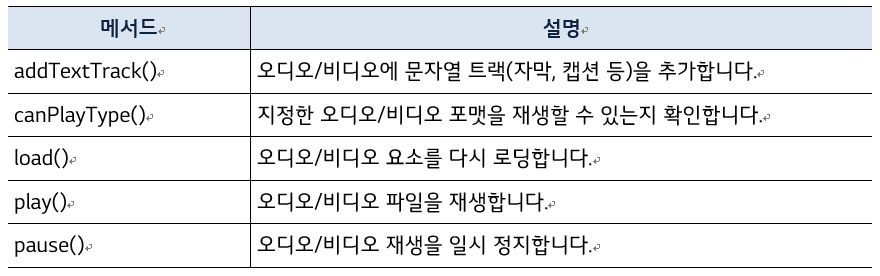 메서드 설명
addTextTrack() 오디오/비디오에 문자열 트랙(자막, 캡션 등)을 추가합니다.
canPlayType() 지정한 오디오/비디오 포맷을 재생할 수 있는지 확인합니다.
load() 오디오/비디오 요소를 다시 로딩합니다.
play() 오디오/비디오 파일을 재생합니다.
pause() 오디오/비디오 재생을 일시 정지합니다.